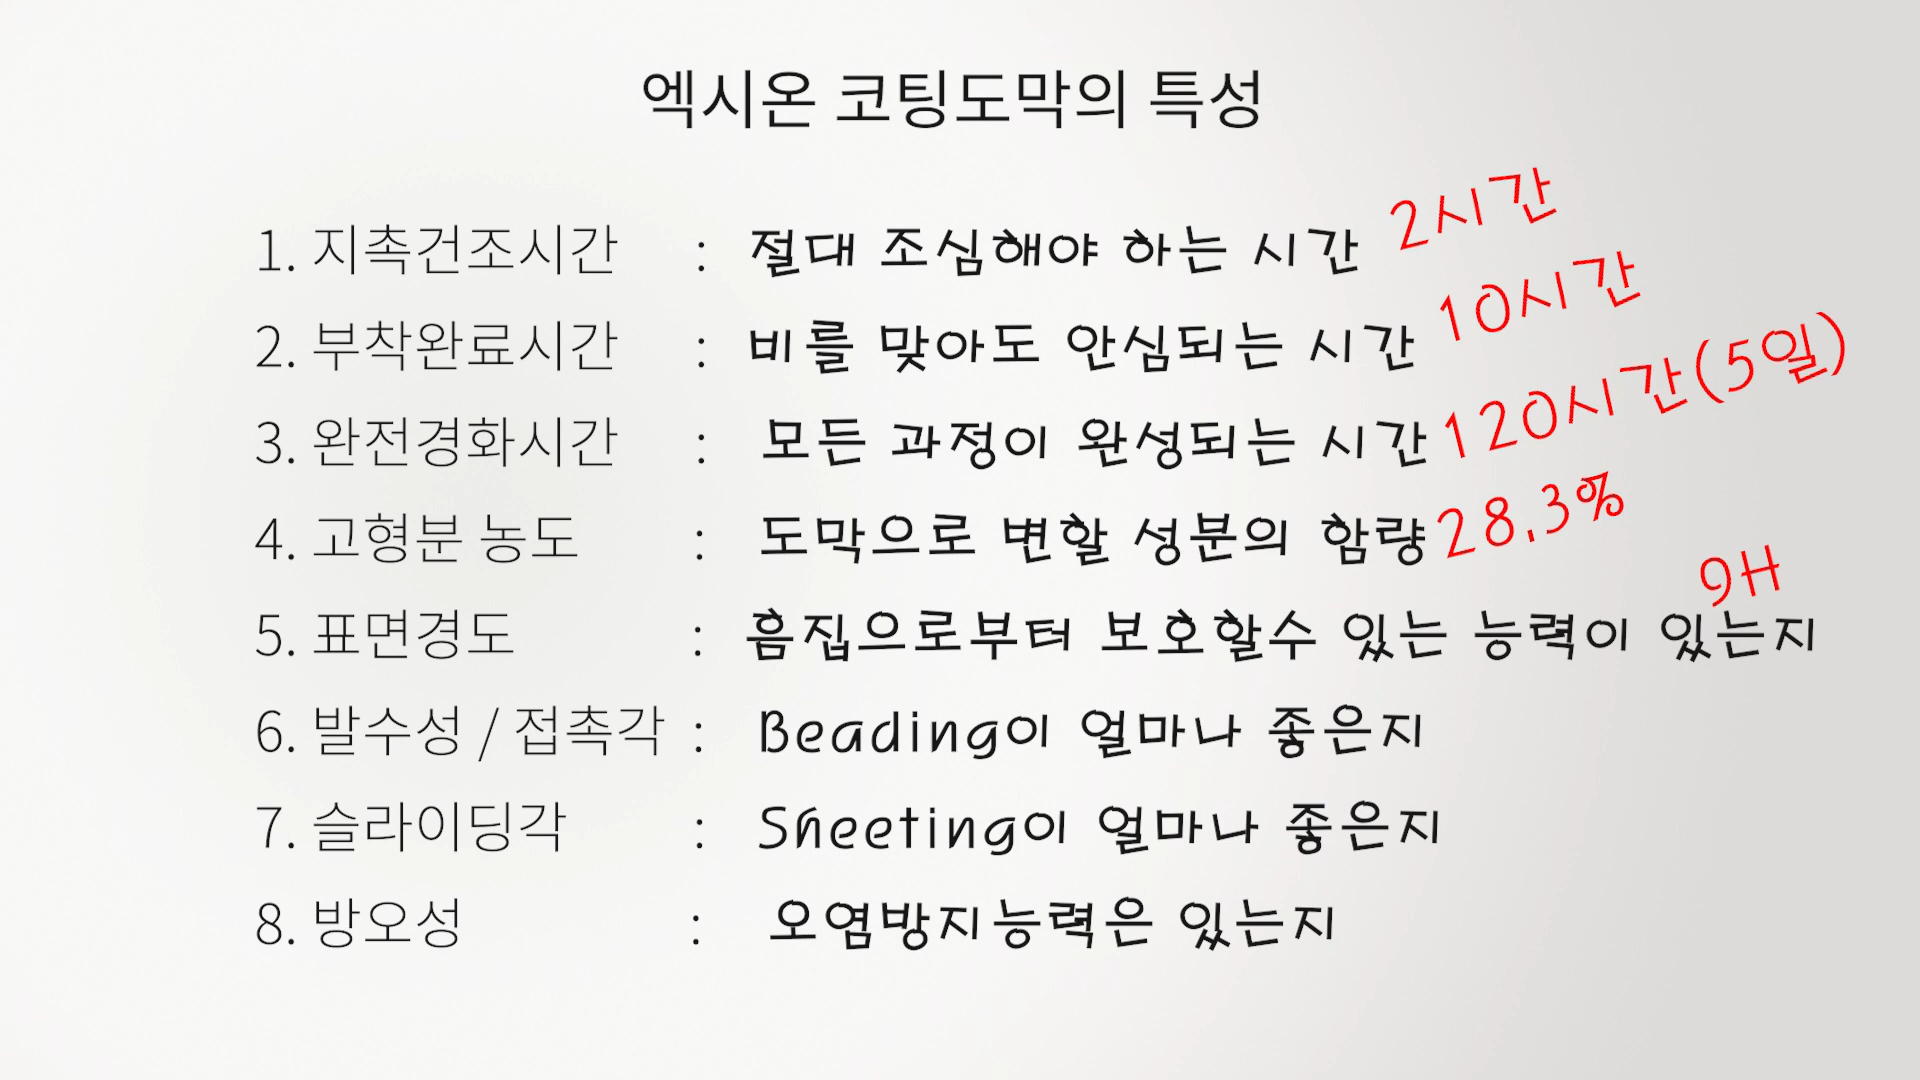 엑시온 코팅도막의 특성
1. 지촉건조시간 : 절대 조심해야 하는 시간 2시간
2. 부착완료시간 : 비를 맞아도 안심되는 시간 10시간
3. 완전경화시간 : 모든 과정이 완성되는 시간 120시간(5일)
4. 고형분 농도 : 도막으로 변할 성분의 함량 28.3%
5. 표면경도 : 흠집으로부터 보호할수 있는 능력이 있는지 9H
6. 발수성 / 접촉각 : Beading이 얼마나 좋은지
7. 슬라이딩각 : Sheeting이 얼마나 좋은지
8. 방오성 : 오염방지능력은 있는지